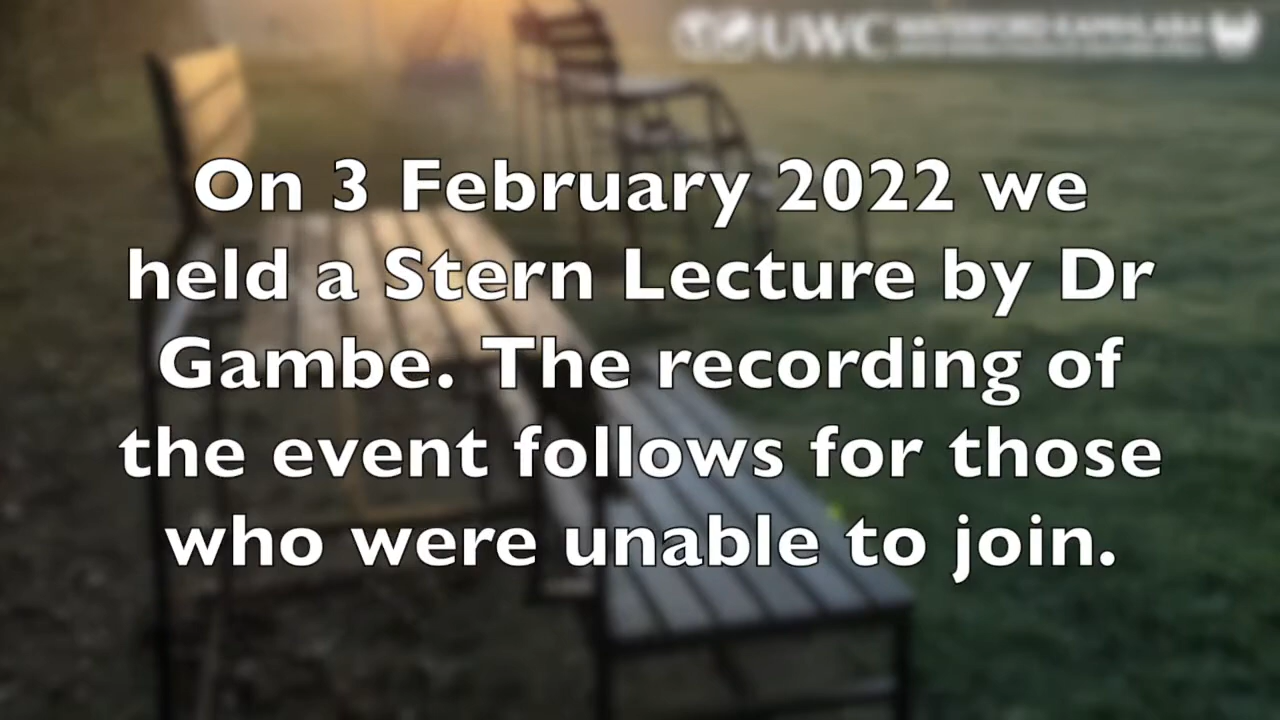 UWC
On 3 February 2022 we
held a Stern Lecture by Dr
Gambe. The recording of
the event follows for those
who were unable to join.